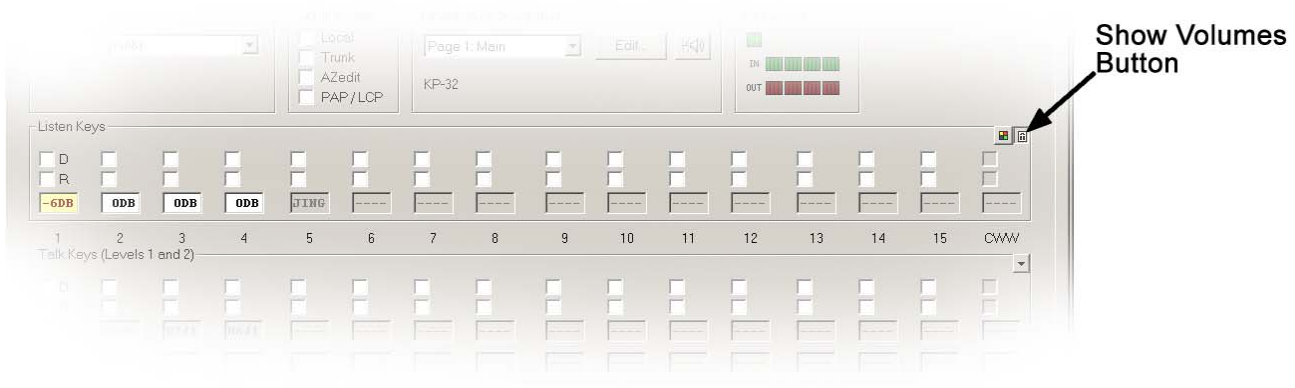 Show Volumes
Button
Local
Trunk
AZedit
PAP / LCP
Page 1: Main
Edit...
KP-32
IN
OUT
Listen Keys
D
R
-6DB 0DB 0DB 0DB JING ---- ---- ---- ---- ---- ---- ---- ---- ---- ---- ----
1 2 3 4 5 6 7 8 9 10 11 12 13 14 15 CWW
Talk Keys (Levels 1 and 2)